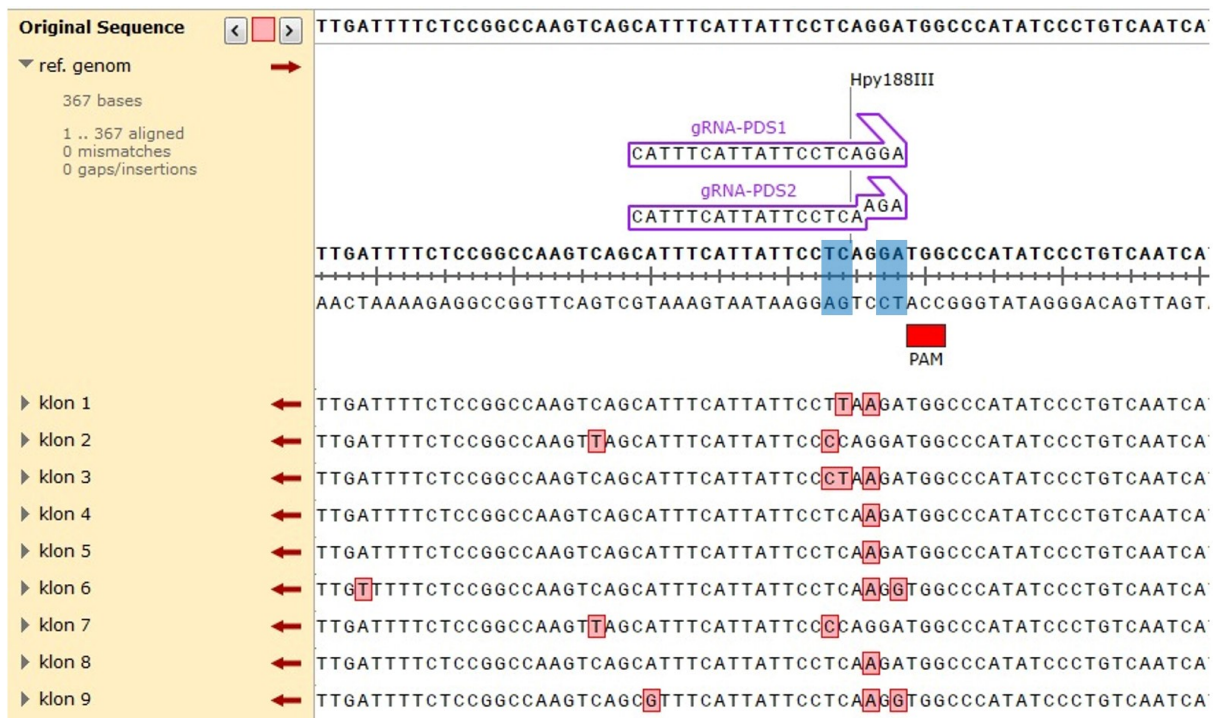 Original Sequence < > TTGATTTTCTCCGGCCAAGTCAGCATTTCATTATTCCTCAGGATGGCCCATATCCCTGTCAATCA
ref. genom
367 bases
1 .. 367 aligned
0 mismatches
0 gaps/insertions
Hpy188III
gRNA-PDS1
CATTTCATTATTCCTCAGGA
gRNA-PDS2
CATTTCATTATTCCTCAAGA
TTGATTTTCTCCGGCCAAGTCAGCATTTCATTATTCCTCAGGATGGCCCATATCCCTGTCAATCA
AACTAAAAGAGGCCGGTTCAGTCGTAAAGTAATAAGGAGTCCTACCGGGTATAGGGACAGTTAGT
PAM
klon 1 TTGATTTTCTCCGGCCAAGTCAGCATTTCATTATTCCTTAAGATGGCCCATATCCCTGTCAATCA
klon 2 TTGATTTTCTCCGGCCAAGTTAGCATTTCATTATTCCCCAGGATGGCCCATATCCCTGTCAATCA
klon 3 TTGATTTTCTCCGGCCAAGTCAGCATTTCATTATTCCCTAAGATGGCCCATATCCCTGTCAATCA
klon 4 TTGATTTTCTCCGGCCAAGTCAGCATTTCATTATTCCTCAAGATGGCCCATATCCCTGTCAATCA
klon 5 TTGATTTTCTCCGGCCAAGTCAGCATTTCATTATTCCTCAAGATGGCCCATATCCCTGTCAATCA
klon 6 TTGTTTTTCTCCGGCCAAGTCAGCATTTCATTATTCCTCAAGGTGGCCCATATCCCTGTCAATCA
klon 7 TTGATTTTCTCCGGCCAAGTTAGCATTTCATTATTCCCCAGGATGGCCCATATCCCTGTCAATCA
klon 8 TTGATTTTCTCCGGCCAAGTCAGCATTTCATTATTCCTCAAGATGGCCCATATCCCTGTCAATCA
klon 9 TTGATTTTCTCCGGCCAAGTCAGCGTTTCATTATTCCTCAAGGTGGCCCATATCCCTGTCAATCA